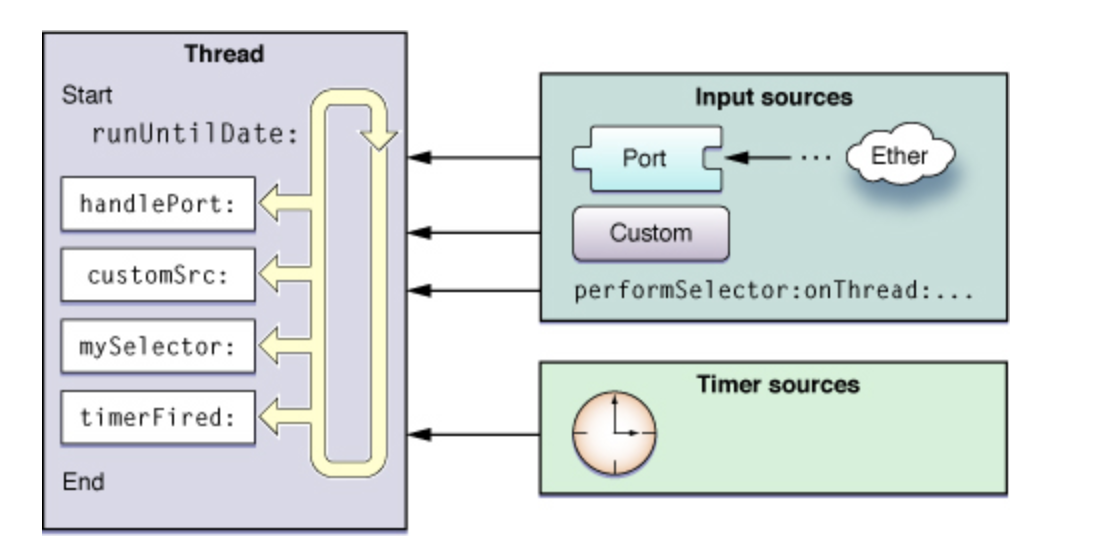 Thread
Start
runUntilDate:
handlePort:
customSrc:
mySelector:
timerFired:
End
Input sources
Port
...
Ether
Custom
performSelector:onThread:...
Timer sources